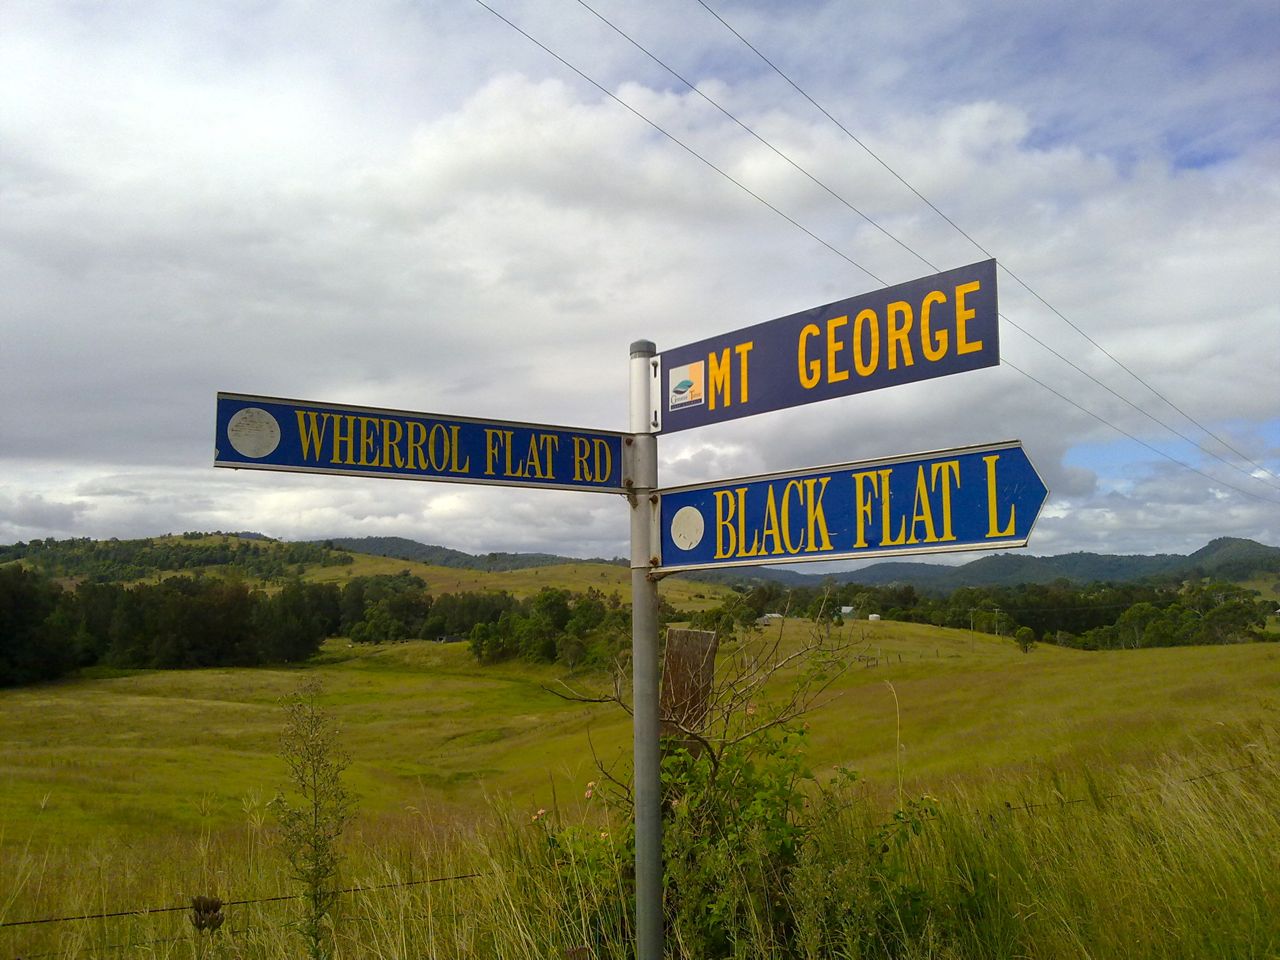 MT GEORGE
WHERROL FLAT RD
BLACK FLAT L